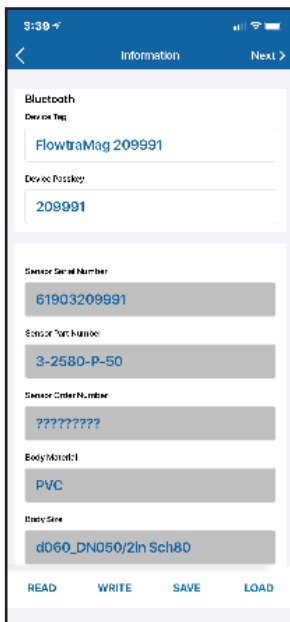 3:39
Information
Next >
Bluetooth
Device Tag
FlowtraMag 209991
Device Passkey
209991
Sensor Serial Number
61903209991
Sensor Part Number
3-2580-P-50
Sensor Order Number
?????????
Body Material
PVC
Body Size
d060_DN050/2in Sch80
READ WRITE SAVE LOAD